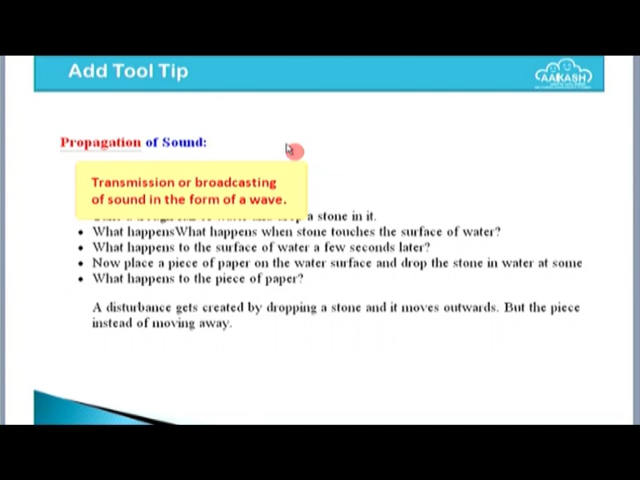 Add Tool Tip
AAKASH
Propagation of Sound:
Transmission or broadcasting
of sound in the form of a wave.
a stone in it.
• What happensWhat happens when stone touches the surface of water?
• What happens to the surface of water a few seconds later?
• Now place a piece of paper on the water surface and drop the stone in water at some
• What happens to the piece of paper?
A disturbance gets created by dropping a stone and it moves outwards. But the piece
instead of moving away.